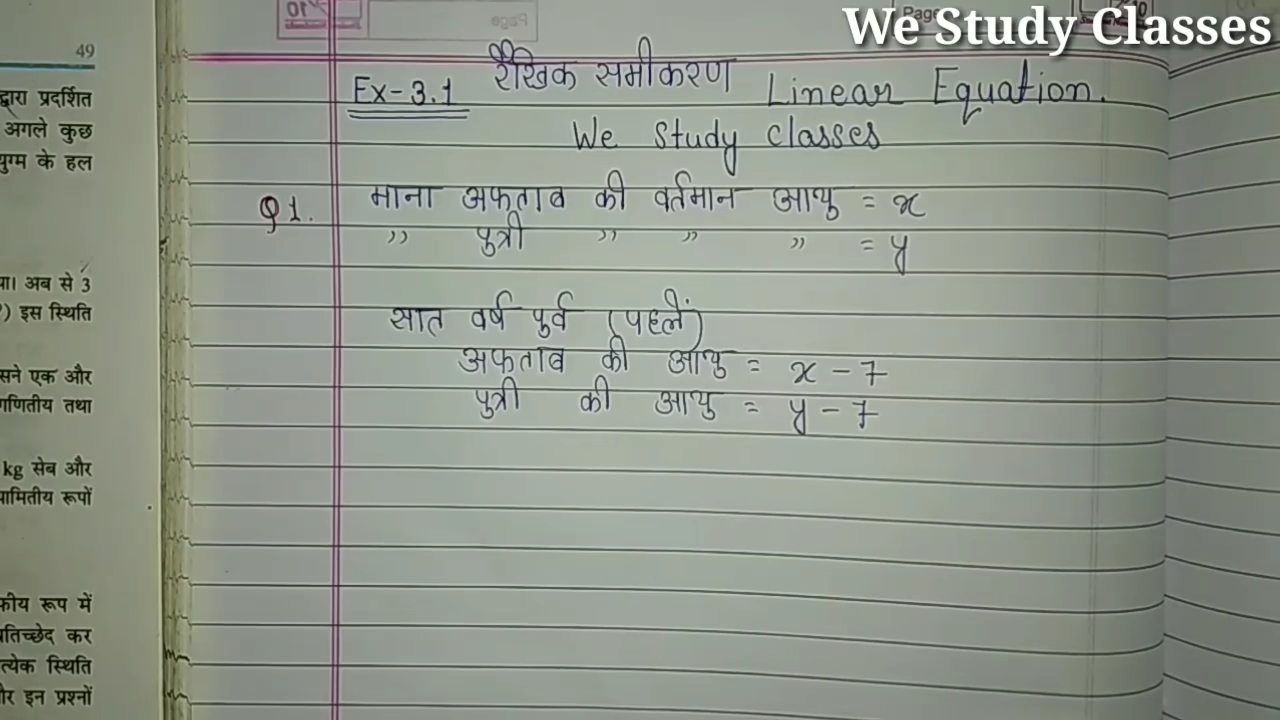 We Study Classes
Page
49
द्वारा प्रदर्शित
अगले कुछ
युग्म के हल
था। अब से 3
इस स्थिति
सने एक और
गणितीय तथा
kg सेब और
यामितीय रूपों
कीय रूप में
प्रतिच्छेद कर
त्येक स्थिति
और इन प्रश्नों
Ex-3.1 रैखिक समीकरण Linear Equation.
We Study Classes
Q1. माना अफताव की वर्तमान आयु = x
,, पुत्री ,, ,, ,, = y
सात वर्ष पुर्व (पहलें)
अफताव की आयु = x - 7
पुत्री की आयु = y - 7